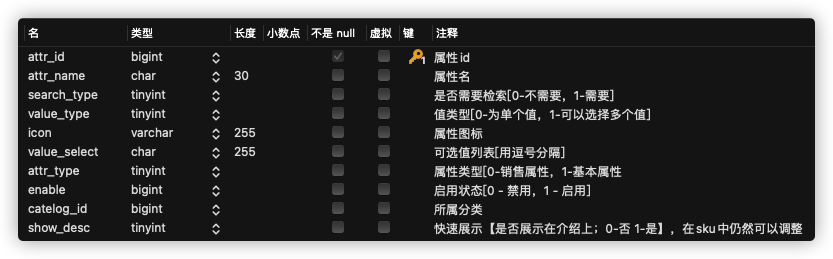 名 类型 长度 小数点 不是 null 虚拟 键 注释
attr_id bigint 1 属性id
attr_name char 30 属性名
search_type tinyint 是否需要检索[0-不需要，1-需要]
value_type tinyint 值类型[0-为单个值，1-可以选择多个值]
icon varchar 255 属性图标
value_select char 255 可选值列表[用逗号分隔]
attr_type tinyint 属性类型[0-销售属性，1-基本属性
enable bigint 启用状态[0 - 禁用，1 - 启用]
catelog_id bigint 所属分类
show_desc tinyint 快速展示【是否展示在介绍上；0-否 1-是】，在sku中仍然可以调整